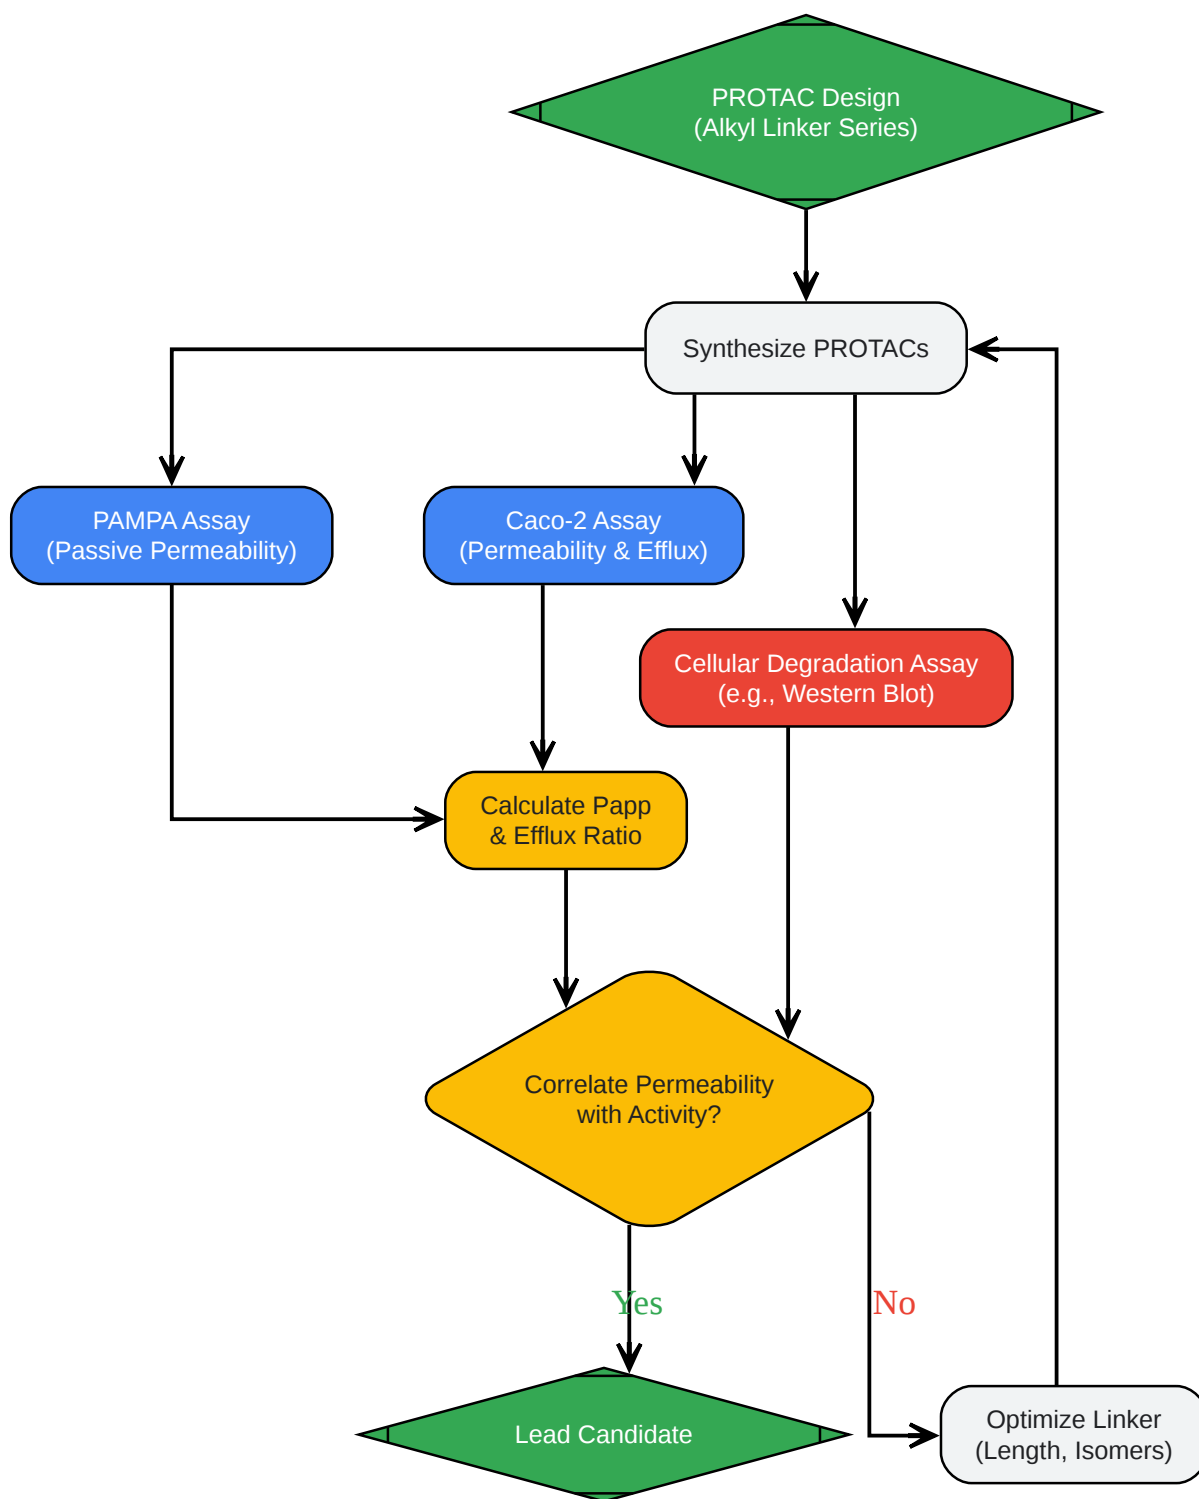 PROTAC Design
(Alkyl Linker Series)
Synthesize PROTACs
PAMPA Assay
(Passive Permeability)
Caco-2 Assay
(Permeability & Efflux)
Cellular Degradation Assay
(e.g., Western Blot)
Calculate Papp
& Efflux Ratio
Correlate Permeability
with Activity?
Yes
No
Lead Candidate
Optimize Linker
(Length, Isomers)